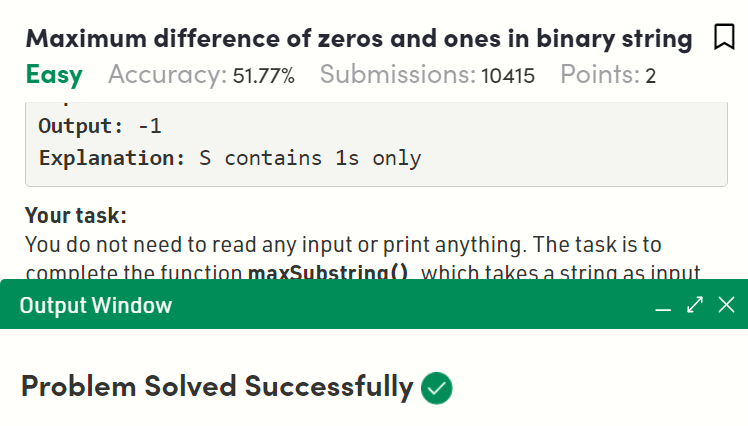 Maximum difference of zeros and ones in binary string
Easy Accuracy: 51.77% Submissions: 10415 Points: 2
Output: -1
Explanation: S contains 1s only
Your task:
You do not need to read any input or print anything. The task is to
complete the function maxSubstring(), which takes a string as input
Output Window
Problem Solved Successfully